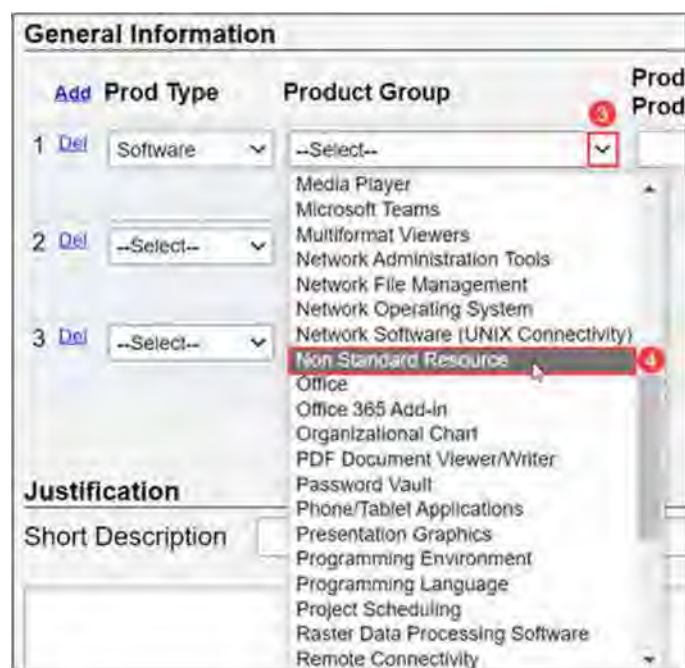 General Information
Add Prod Type Product Group Prod
Prod
3
1 Del Software --Select--
Media Player
Microsoft Teams
2 Del --Select-- Multiformat Viewers
Network Administration Tools
Network File Management
Network Operating System
3 Del --Select-- Network Software (UNIX Connectivity)
Non Standard Resource 4
Office
Office 365 Add-in
Organizational Chart
PDF Document Viewer/Writer
Justification Password Vault
Phone/Tablet Applications
Short Description Presentation Graphics
Programming Environment
Programming Language
Project Scheduling
Raster Data Processing Software
Remote Connectivity